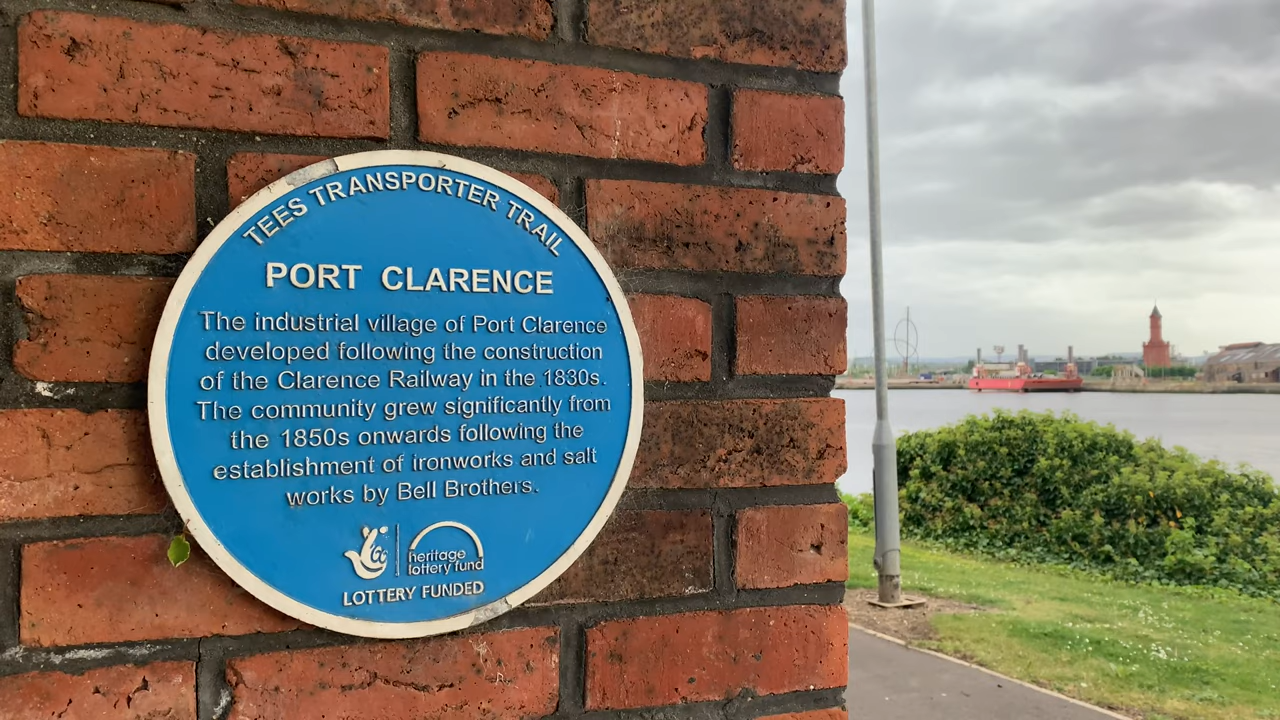 TEES TRANSPORTER TRAIL
PORT CLARENCE
The industrial village of Port Clarence
developed following the construction
of the Clarence Railway in the 1830s.
The community grew significantly from
the 1850s onwards following the
establishment of ironworks and salt
works by Bell Brothers.
heritage
lottery fund
LOTTERY FUNDED